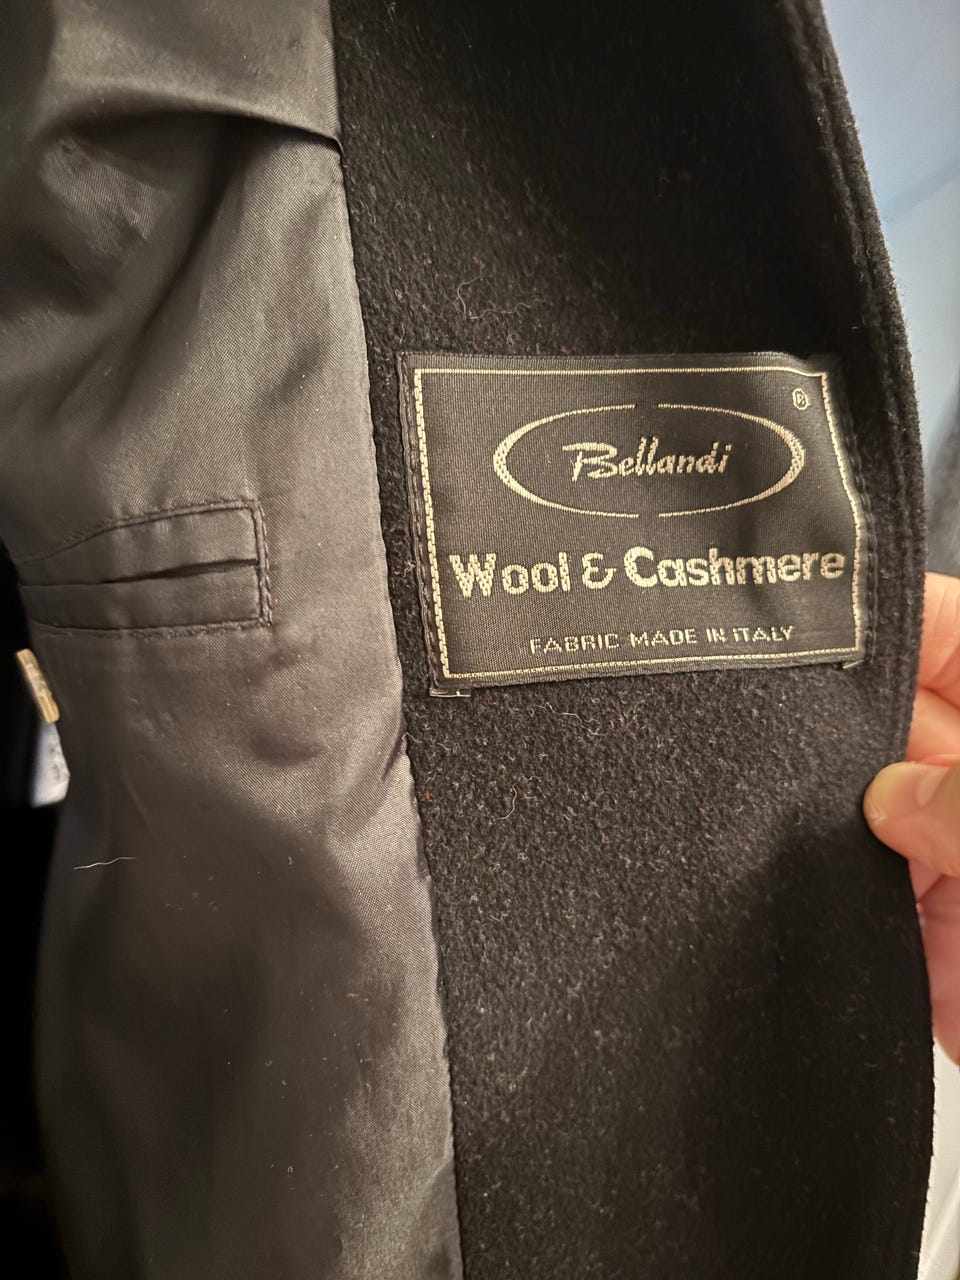 ®
Bellandi
Wool & Cashmere
FABRIC MADE IN ITALY